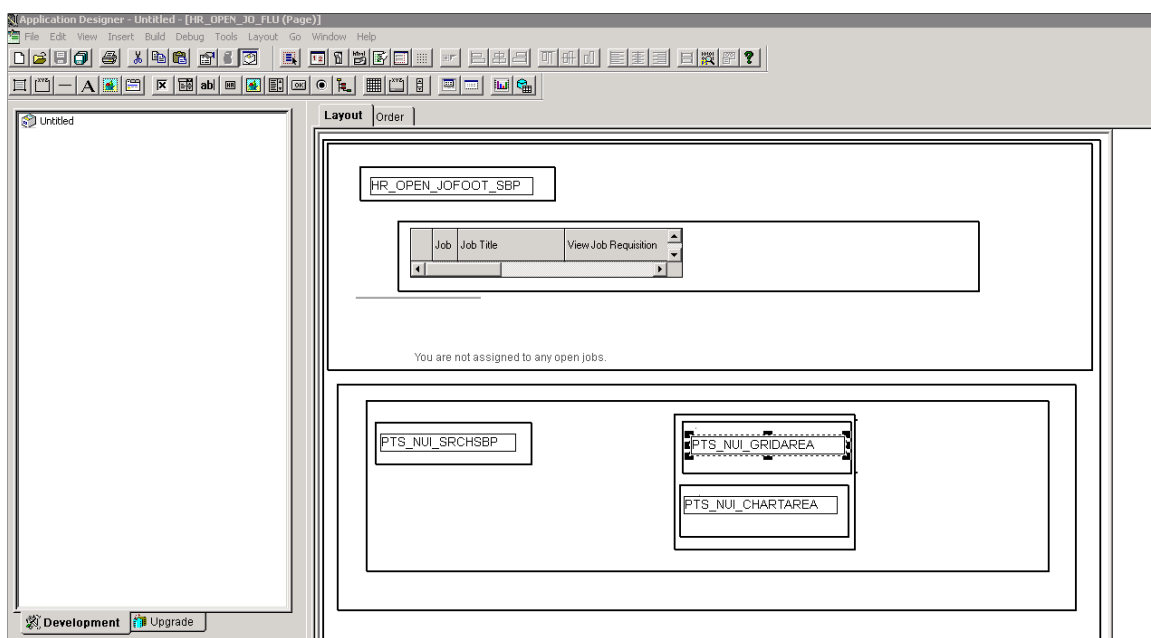 Application Designer - Untitled - [HR_OPEN_JO_FLU (Page)]
File Edit View Insert Build Debug Tools Layout Go Window Help
Layout Order
Untitled
HR_OPEN_JOFOOT_SBP
Job Job Title View Job Requisition
You are not assigned to any open jobs.
PTS_NUI_SRCHSBP
PTS_NUI_GRIDAREA
PTS_NUI_CHARTAREA
Development Upgrade